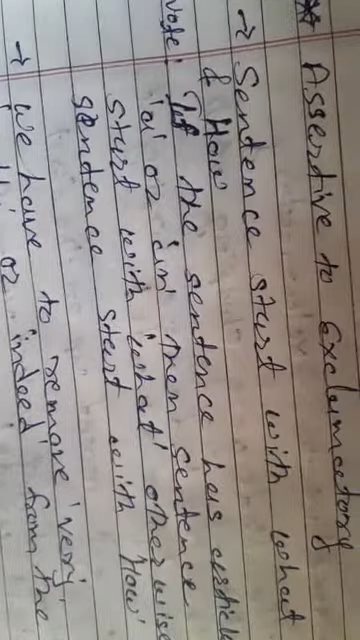 ** Assertive to exclamatory
→ Sentence start with what
& How
Note: If the sentence has article
'a' or 'an' then sentence
start with 'what' otherwise
sentence start with 'How'
→ We have to remove 'very'
or indeed from the